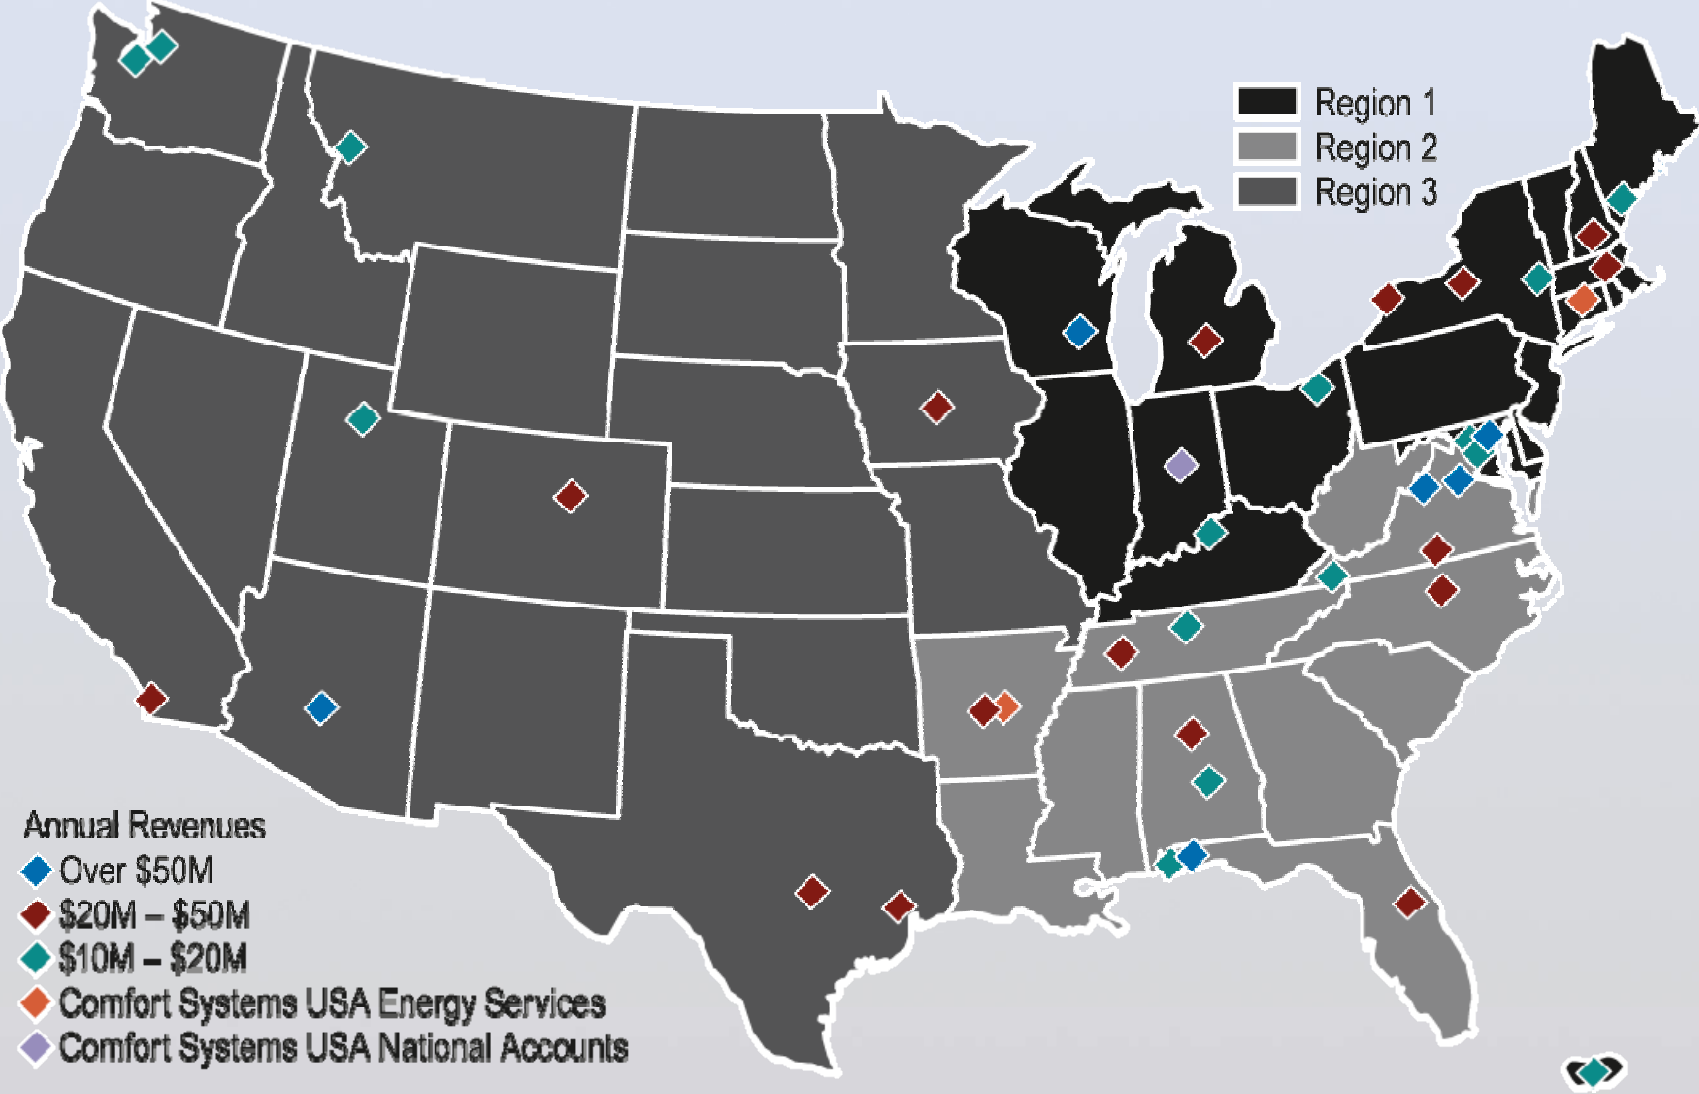 Region 1
Region 2
Region 3
Annual Revenues
Over $50M
$20M – $50M
$10M – $20M
Comfort Systems USA Energy Services
Comfort Systems USA National Accounts